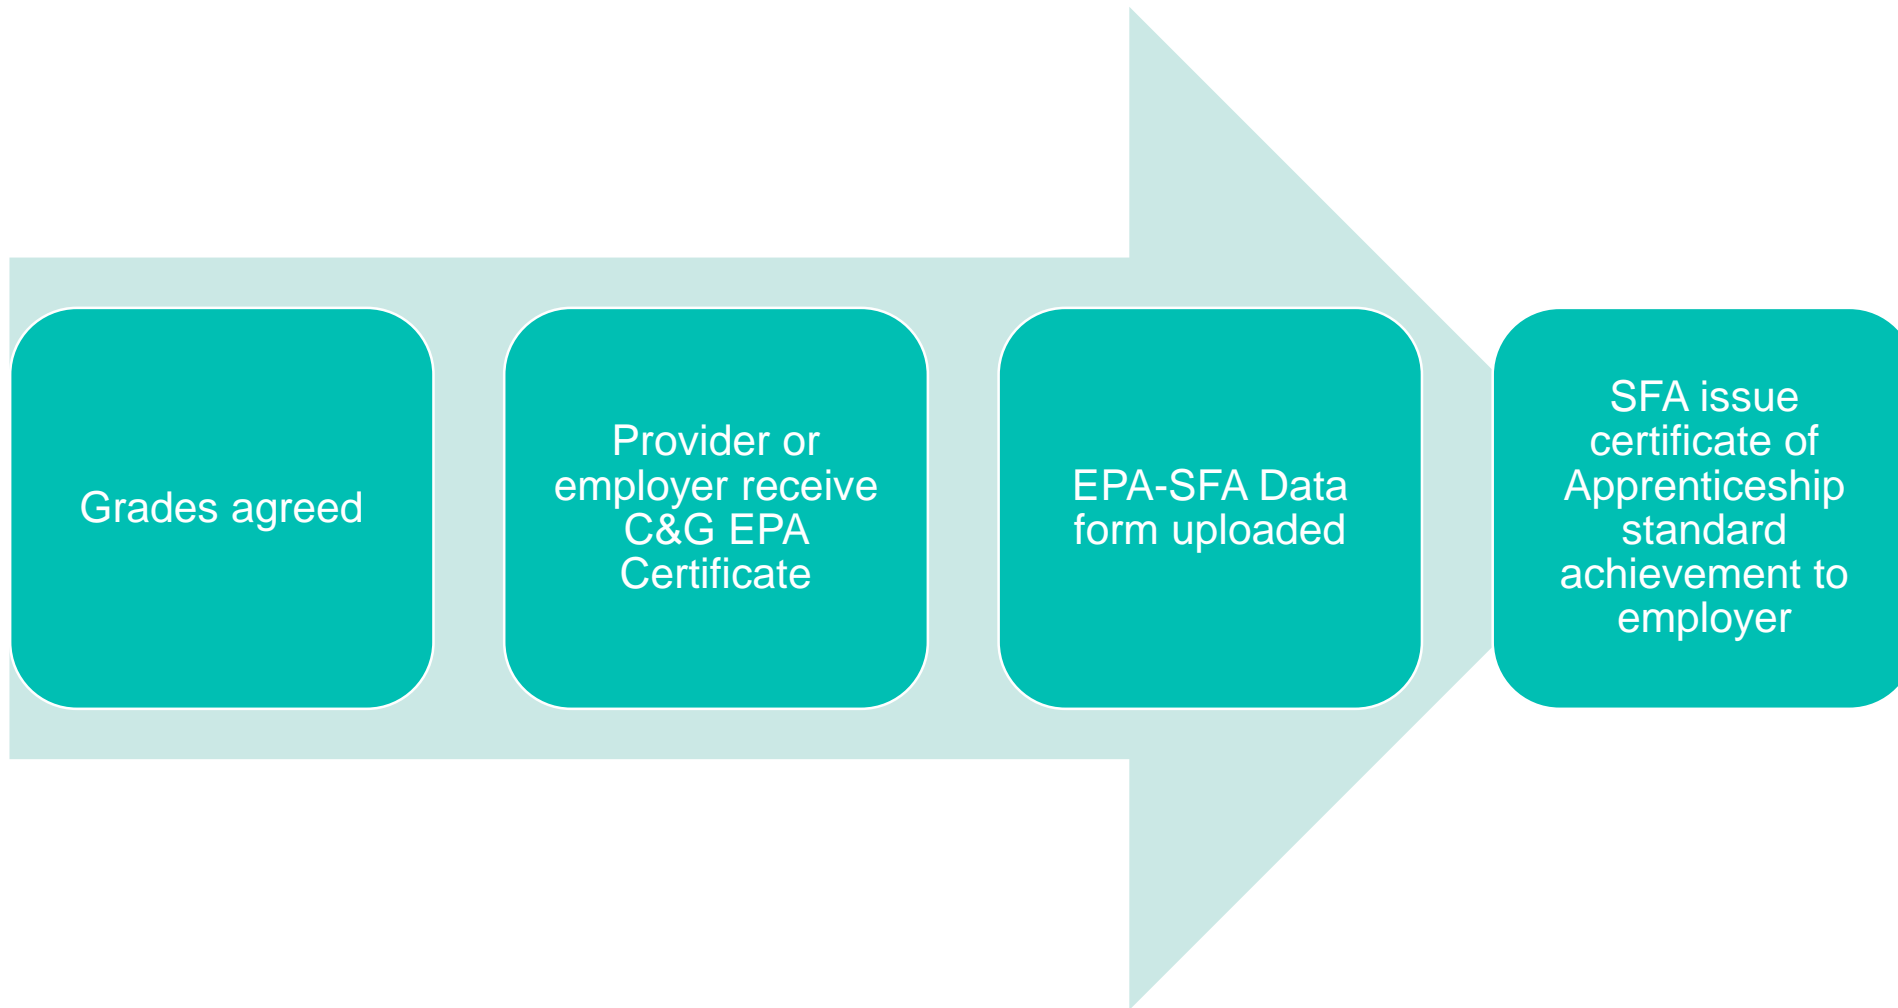 Grades agreed
Provider or
employer receive
C&G EPA
Certificate
EPA-SFA Data
form uploaded
SFA issue
certificate of
Apprenticeship
standard
achievement to
employer